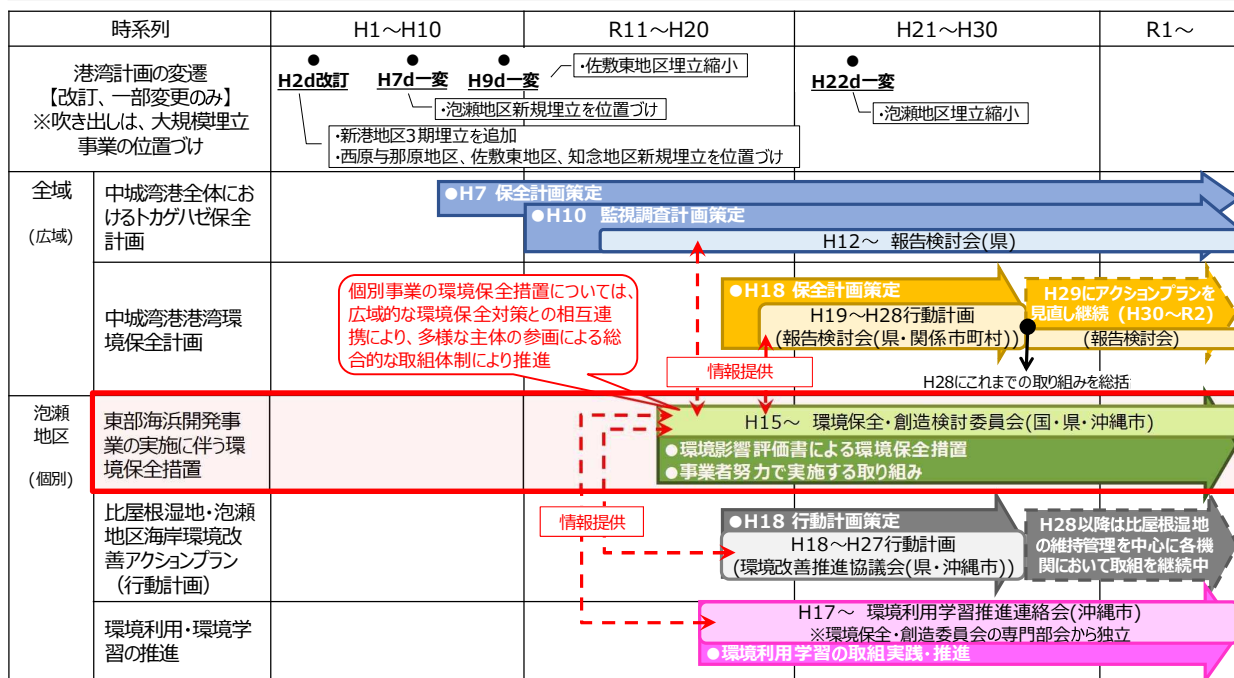 時系列
H1～H10
R11～H20
H21～H30
R1～
港湾計画の変遷
【改訂、一部変更のみ】
※吹き出しは、大規模埋立
事業の位置づけ
●
H2d改訂
●
H7d一変
●
H9d一変
・佐敷東地区埋立縮小
・泡瀬地区新規埋立を位置づけ
・新港地区3期埋立を追加
・西原与那原地区、佐敷東地区、知念地区新規埋立を位置づけ
●
H22d一変
・泡瀬地区埋立縮小
全域
(広域)
中城湾港全体にお
けるトカゲハゼ保全
計画
●H7 保全計画策定
●H10 監視調査計画策定
H12～ 報告検討会(県)
中城湾港港湾環
境保全計画
個別事業の環境保全措置については、
広域的な環境保全対策との相互連
携により、多様な主体の参画による総
合的な取組体制により推進
●H18 保全計画策定
H19～H28行動計画
(報告検討会(県・関係市町村))
H29にアクションプランを
見直し継続（H30～R2）
(報告検討会)
情報提供
H28にこれまでの取り組みを総括
泡瀬
地区
(個別)
東部海浜開発事
業の実施に伴う環
境保全措置
H15～ 環境保全・創造検討委員会(国・県・沖縄市)
●環境影響評価書による環境保全措置
●事業者努力で実施する取り組み
比屋根湿地・泡瀬
地区海岸環境改
善アクションプラン
（行動計画）
情報提供
●H18 行動計画策定
H18～H27行動計画
(環境改善推進協議会(県・沖縄市))
H28以降は比屋根湿地
の維持管理を中心に各機
関において取組を継続中
環境利用・環境学
習の推進
H17～ 環境利用学習推進連絡会(沖縄市)
※環境保全・創造委員会の専門部会から独立
●環境利用学習の取組実践・推進